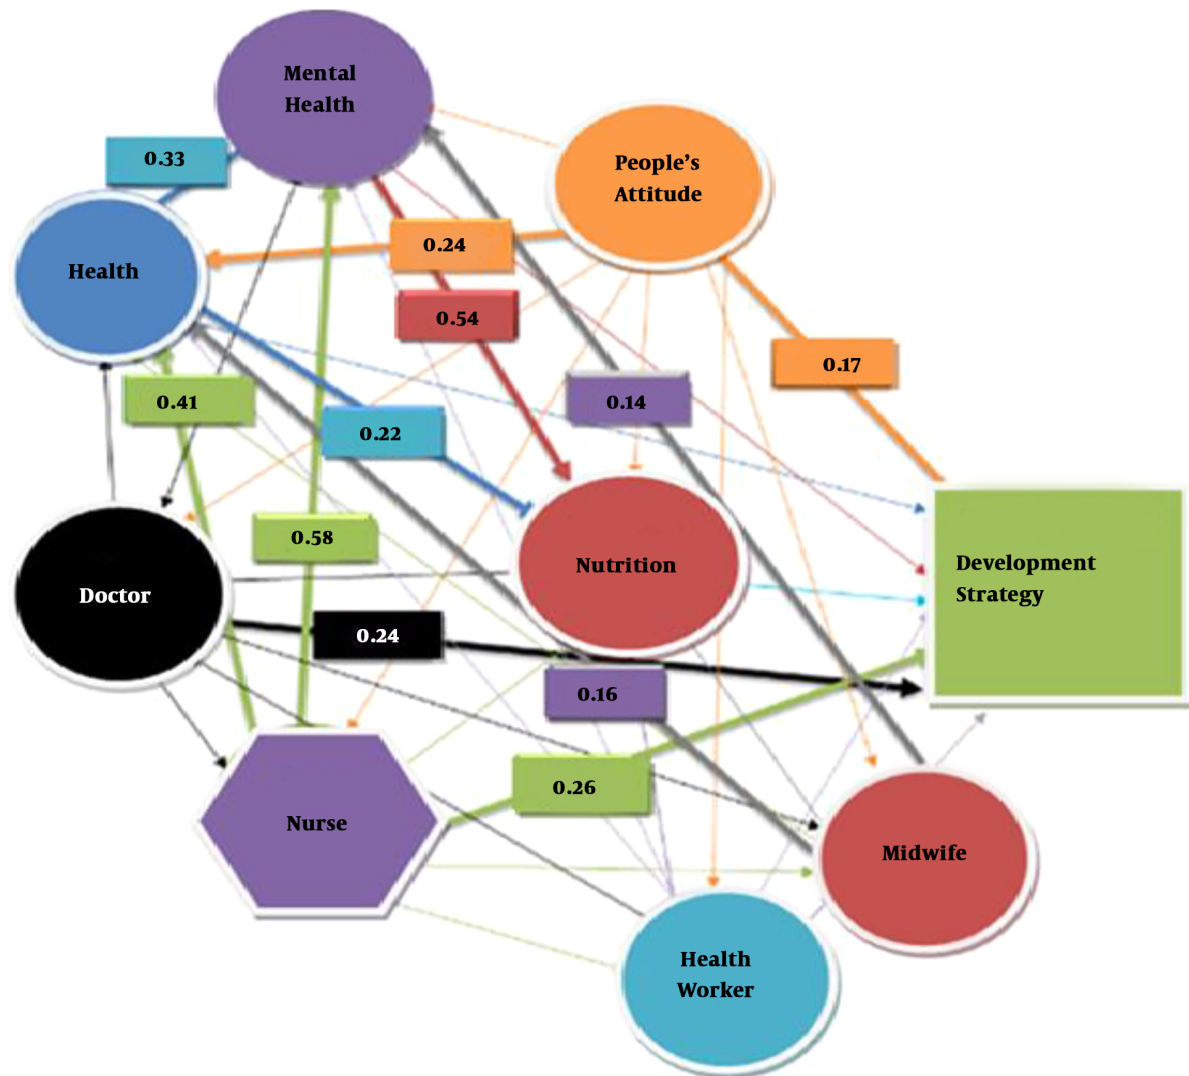 Mental
Health
0.33
People’s
Attitude
0.24
Health
0.54
0.17
0.41
0.14
0.22
0.58
Nutrition
Development
Strategy
Doctor
0.24
0.16
0.26
Nurse
Midwife
Health
Worker